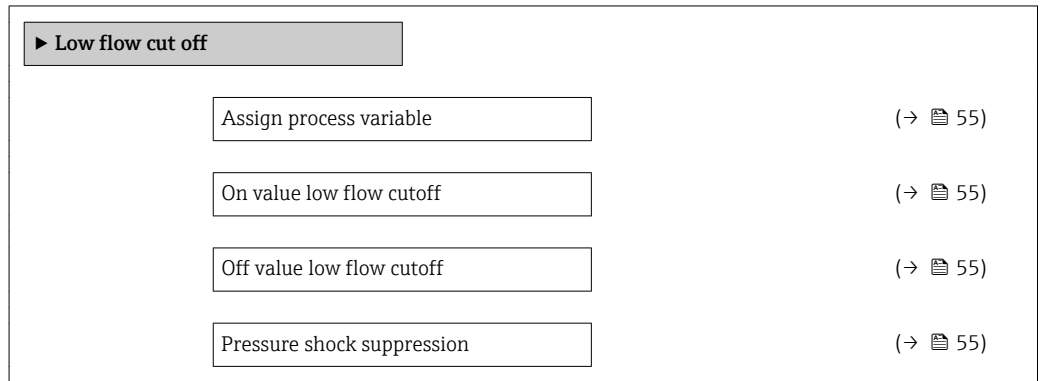 ▶ Low flow cut off
Assign process variable (→ 🖹 55)
On value low flow cutoff (→ 🖹 55)
Off value low flow cutoff (→ 🖹 55)
Pressure shock suppression (→ 🖹 55)